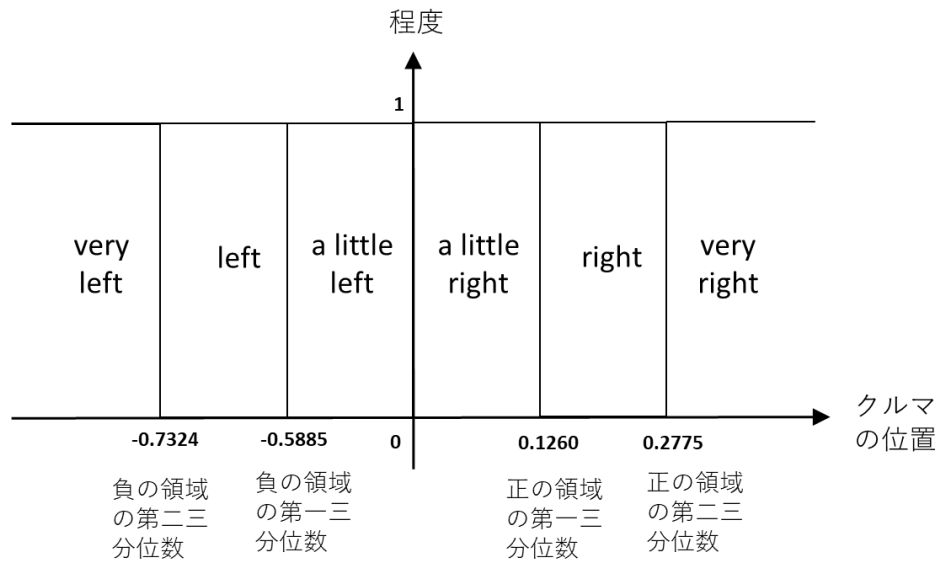 程度
1
very
left
left
a little
left
a little
right
right
very
right
-0.7324
-0.5885
0
0.1260
0.2775
クルマ
の位置
負の領域
の第二三
分位数
負の領域
の第一三
分位数
正の領域
の第一三
分位数
正の領域
の第二三
分位数